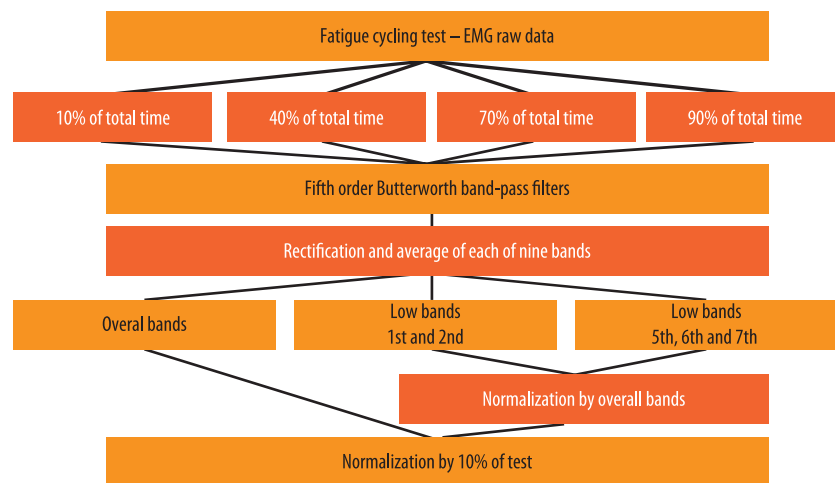 Fatigue cycling test – EMG raw data
10% of total time
40% of total time
70% of total time
90% of total time
Fifth order Butterworth band-pass filters
Rectification and average of each of nine bands
Overal bands
Low bands
1st and 2nd
Low bands
5th, 6th and 7th
Normalization by overall bands
Normalization by 10% of test